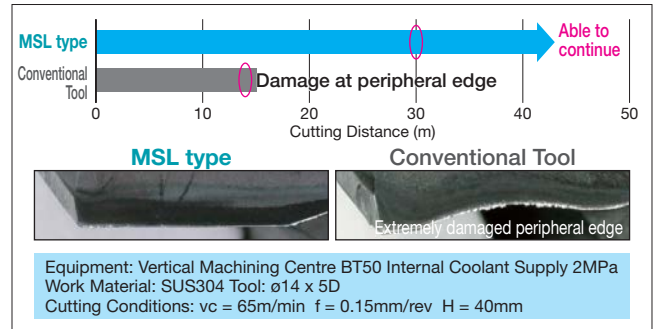 MSL type
Able to
continue
Conventional
Tool
Damage at peripheral edge
0 10 20 30 40 50
Cutting Distance (m)
MSL type Conventional Tool
Extremely damaged peripheral edge
Equipment: Vertical Machining Centre BT50 Internal Coolant Supply 2MPa
Work Material: SUS304 Tool: ø14 x 5D
Cutting Conditions: vc = 65m/min f = 0.15mm/rev H = 40mm